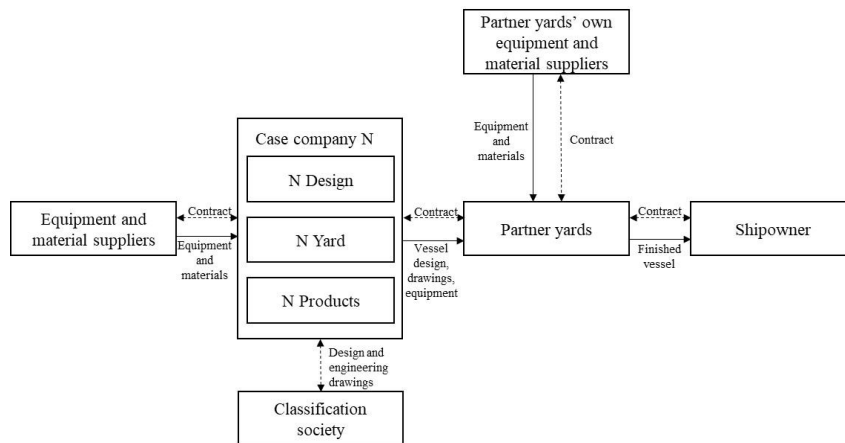 Partner yards' own
equipment and
material suppliers
Equipment
and
materials
Contract
Case company N
N Design
N Yard
N Products
Equipment and
material suppliers
Contract
Equipment
and
materials
Contract
Vessel
design,
drawings,
equipment
Partner yards
Contract
Finished
vessel
Shipowner
Design and
engineering
drawings
Classification
society